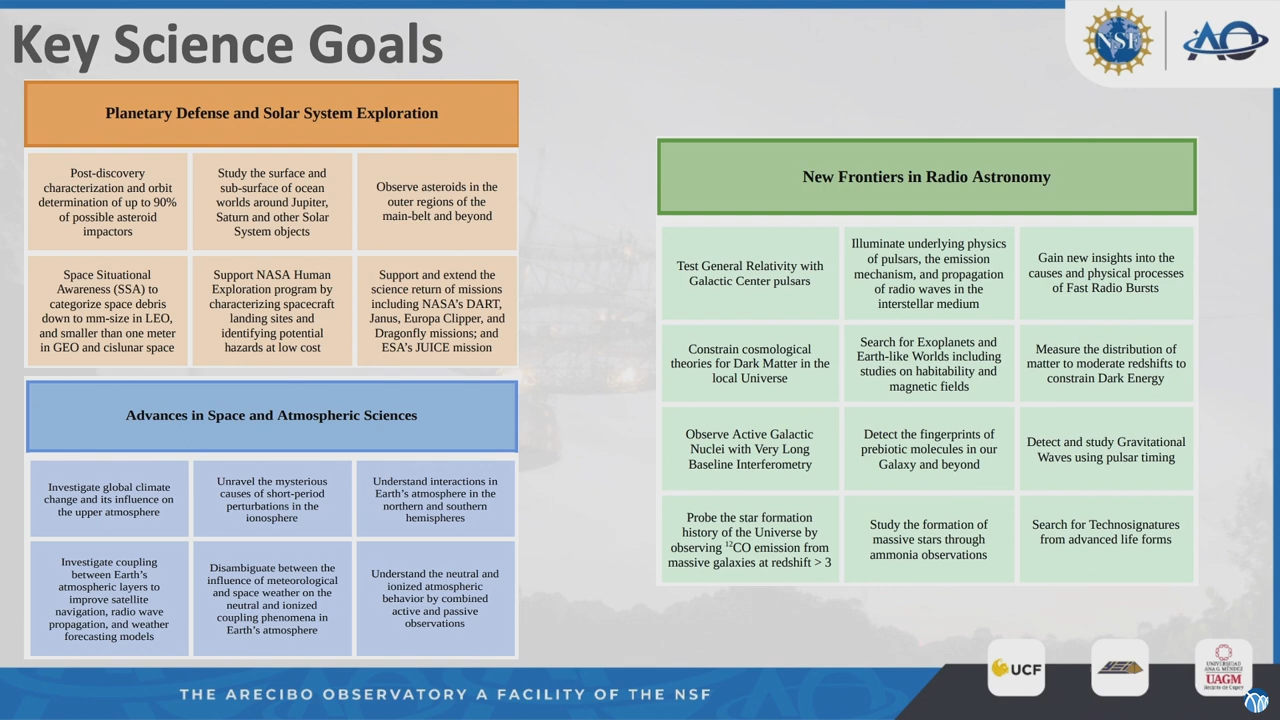 Key Science Goals
NSF
AO
Planetary Defense and Solar System Exploration
Post-discovery
characterization and orbit
determination of up to 90%
of possible asteroid
impactors
Study the surface and
sub-surface of ocean
worlds around Jupiter,
Saturn and other Solar
System objects
Observe asteroids in the
outer regions of the
main-belt and beyond
Space Situational
Awareness (SSA) to
categorize space debris
down to mm-size in LEO,
and smaller than one meter
in GEO and cislunar space
Support NASA Human
Exploration program by
characterizing spacecraft
landing sites and
identifying potential
hazards at low cost
Support and extend the
science return of missions
including NASA's DART,
Janus, Europa Clipper, and
Dragonfly missions; and
ESA's JUICE mission
Advances in Space and Atmospheric Sciences
Investigate global climate
change and its influence on
the upper atmosphere
Unravel the mysterious
causes of short-period
perturbations in the
ionosphere
Understand interactions in
Earth's atmosphere in the
northern and southern
hemispheres
Investigate coupling
between Earth's
atmospheric layers to
improve satellite
navigation, radio wave
propagation, and weather
forecasting models
Disambiguate between the
influence of meteorological
and space weather on the
neutral and ionized
coupling phenomena in
Earth's atmosphere
Understand the neutral and
ionized atmospheric
behavior by combined
active and passive
observations
New Frontiers in Radio Astronomy
Test General Relativity with
Galactic Center pulsars
Illuminate underlying physics
of pulsars, the emission
mechanism, and propagation
of radio waves in the
interstellar medium
Gain new insights into the
causes and physical processes
of Fast Radio Bursts
Constrain cosmological
theories for Dark Matter in the
local Universe
Search for Exoplanets and
Earth-like Worlds including
studies on habitability and
magnetic fields
Measure the distribution of
matter to moderate redshifts to
constrain Dark Energy
Observe Active Galactic
Nuclei with Very Long
Baseline Interferometry
Detect the fingerprints of
prebiotic molecules in our
Galaxy and beyond
Detect and study Gravitational
Waves using pulsar timing
Probe the star formation
history of the Universe by
observing ¹²CO emission from
massive galaxies at redshift > 3
Study the formation of
massive stars through
ammonia observations
Search for Technosignatures
from advanced life forms
THE ARECIBO OBSERVATORY A FACILITY OF THE NSF
UCF
UNIVERSIDAD
ANA G. MÉNDEZ
UAGM